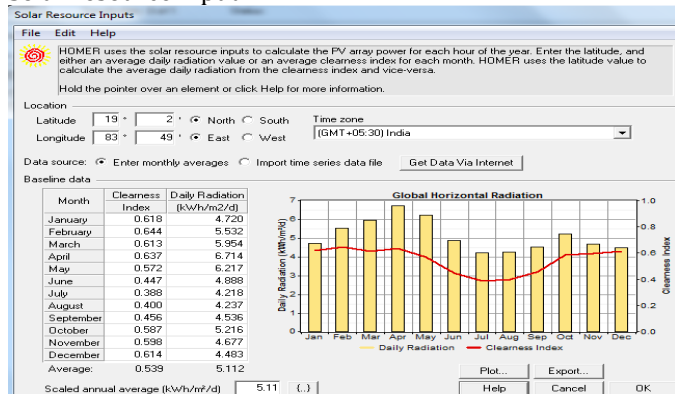 Solar Resource Inputs
File Edit Help
HOMER uses the solar resource inputs to calculate the PV array power for each hour of the year. Enter the latitude, and
either an average daily radiation value or an average clearness index for each month. HOMER uses the latitude value to
calculate the average daily radiation from the clearness index and vice-versa.
Hold the pointer over an element or click Help for more information.
Location
Latitude 19 ° 2 ' North South Time zone
Longitude 83 ° 49 ' East West (GMT+05:30) India
Data source: Enter monthly averages Import time series data file Get Data Via Internet
Baseline data
Month Clearness Index Daily Radiation (kWh/m2/d)
January 0.618 4.720
February 0.644 5.532
March 0.613 5.954
April 0.637 6.714
May 0.572 6.217
June 0.447 4.888
July 0.388 4.218
August 0.400 4.237
September 0.456 4.536
October 0.587 5.216
November 0.598 4.677
December 0.614 4.483
Average: 0.539 5.112
Scaled annual average (kWh/m²/d) 5.11 {..}
Global Horizontal Radiation
Daily Radiation (kWh/m²/d)
7
6
5
4
3
2
1
0
Clearness Index
1.0
0.8
0.6
0.4
0.2
0.0
Jan Feb Mar Apr May Jun Jul Aug Sep Oct Nov Dec
Daily Radiation Clearness Index
Plot... Export...
Help Cancel OK